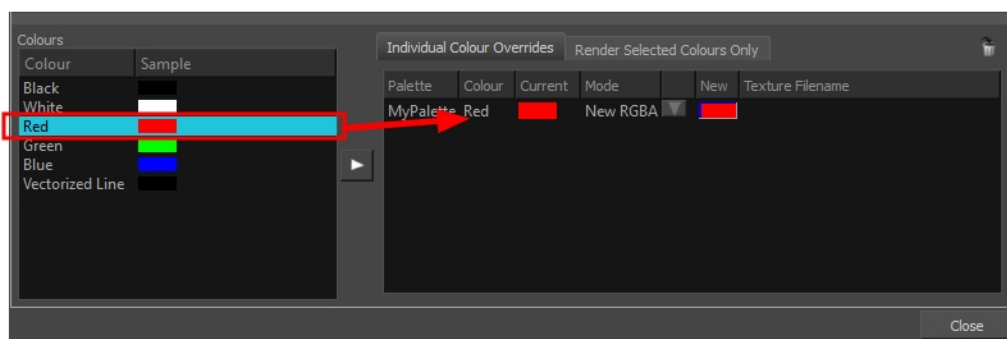 Colours
Colour Sample
Black
White
Red
Green
Blue
Vectorized Line
Individual Colour Overrides Render Selected Colours Only
Palette Colour Current Mode New Texture Filename
MyPalette Red New RGBA
Close